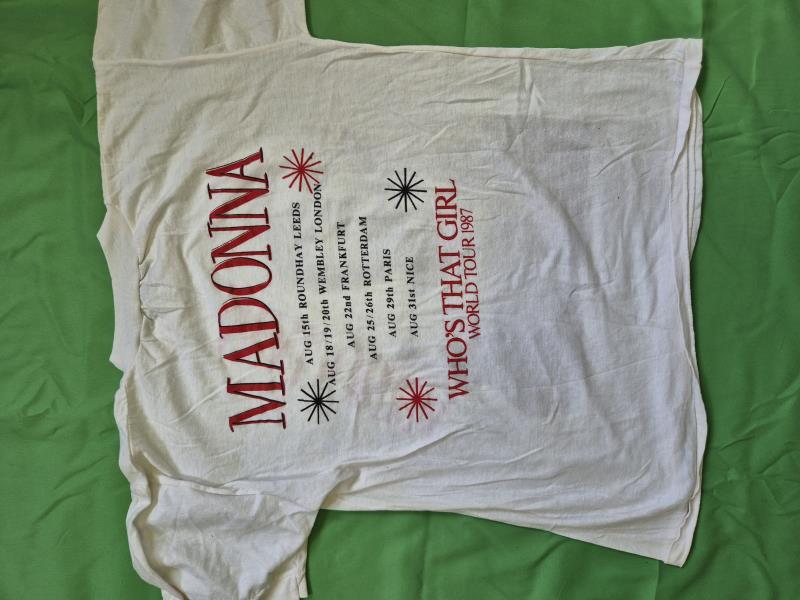 MADONNA
AUG 15th ROUNDHAY LEEDS
AUG 18/19/20th WEMBLEY LONDON
AUG 22nd FRANKFURT
AUG 25/26th ROTTERDAM
AUG 29th PARIS
AUG 31st NICE
WHO'S THAT GIRL
WORLD TOUR 1987